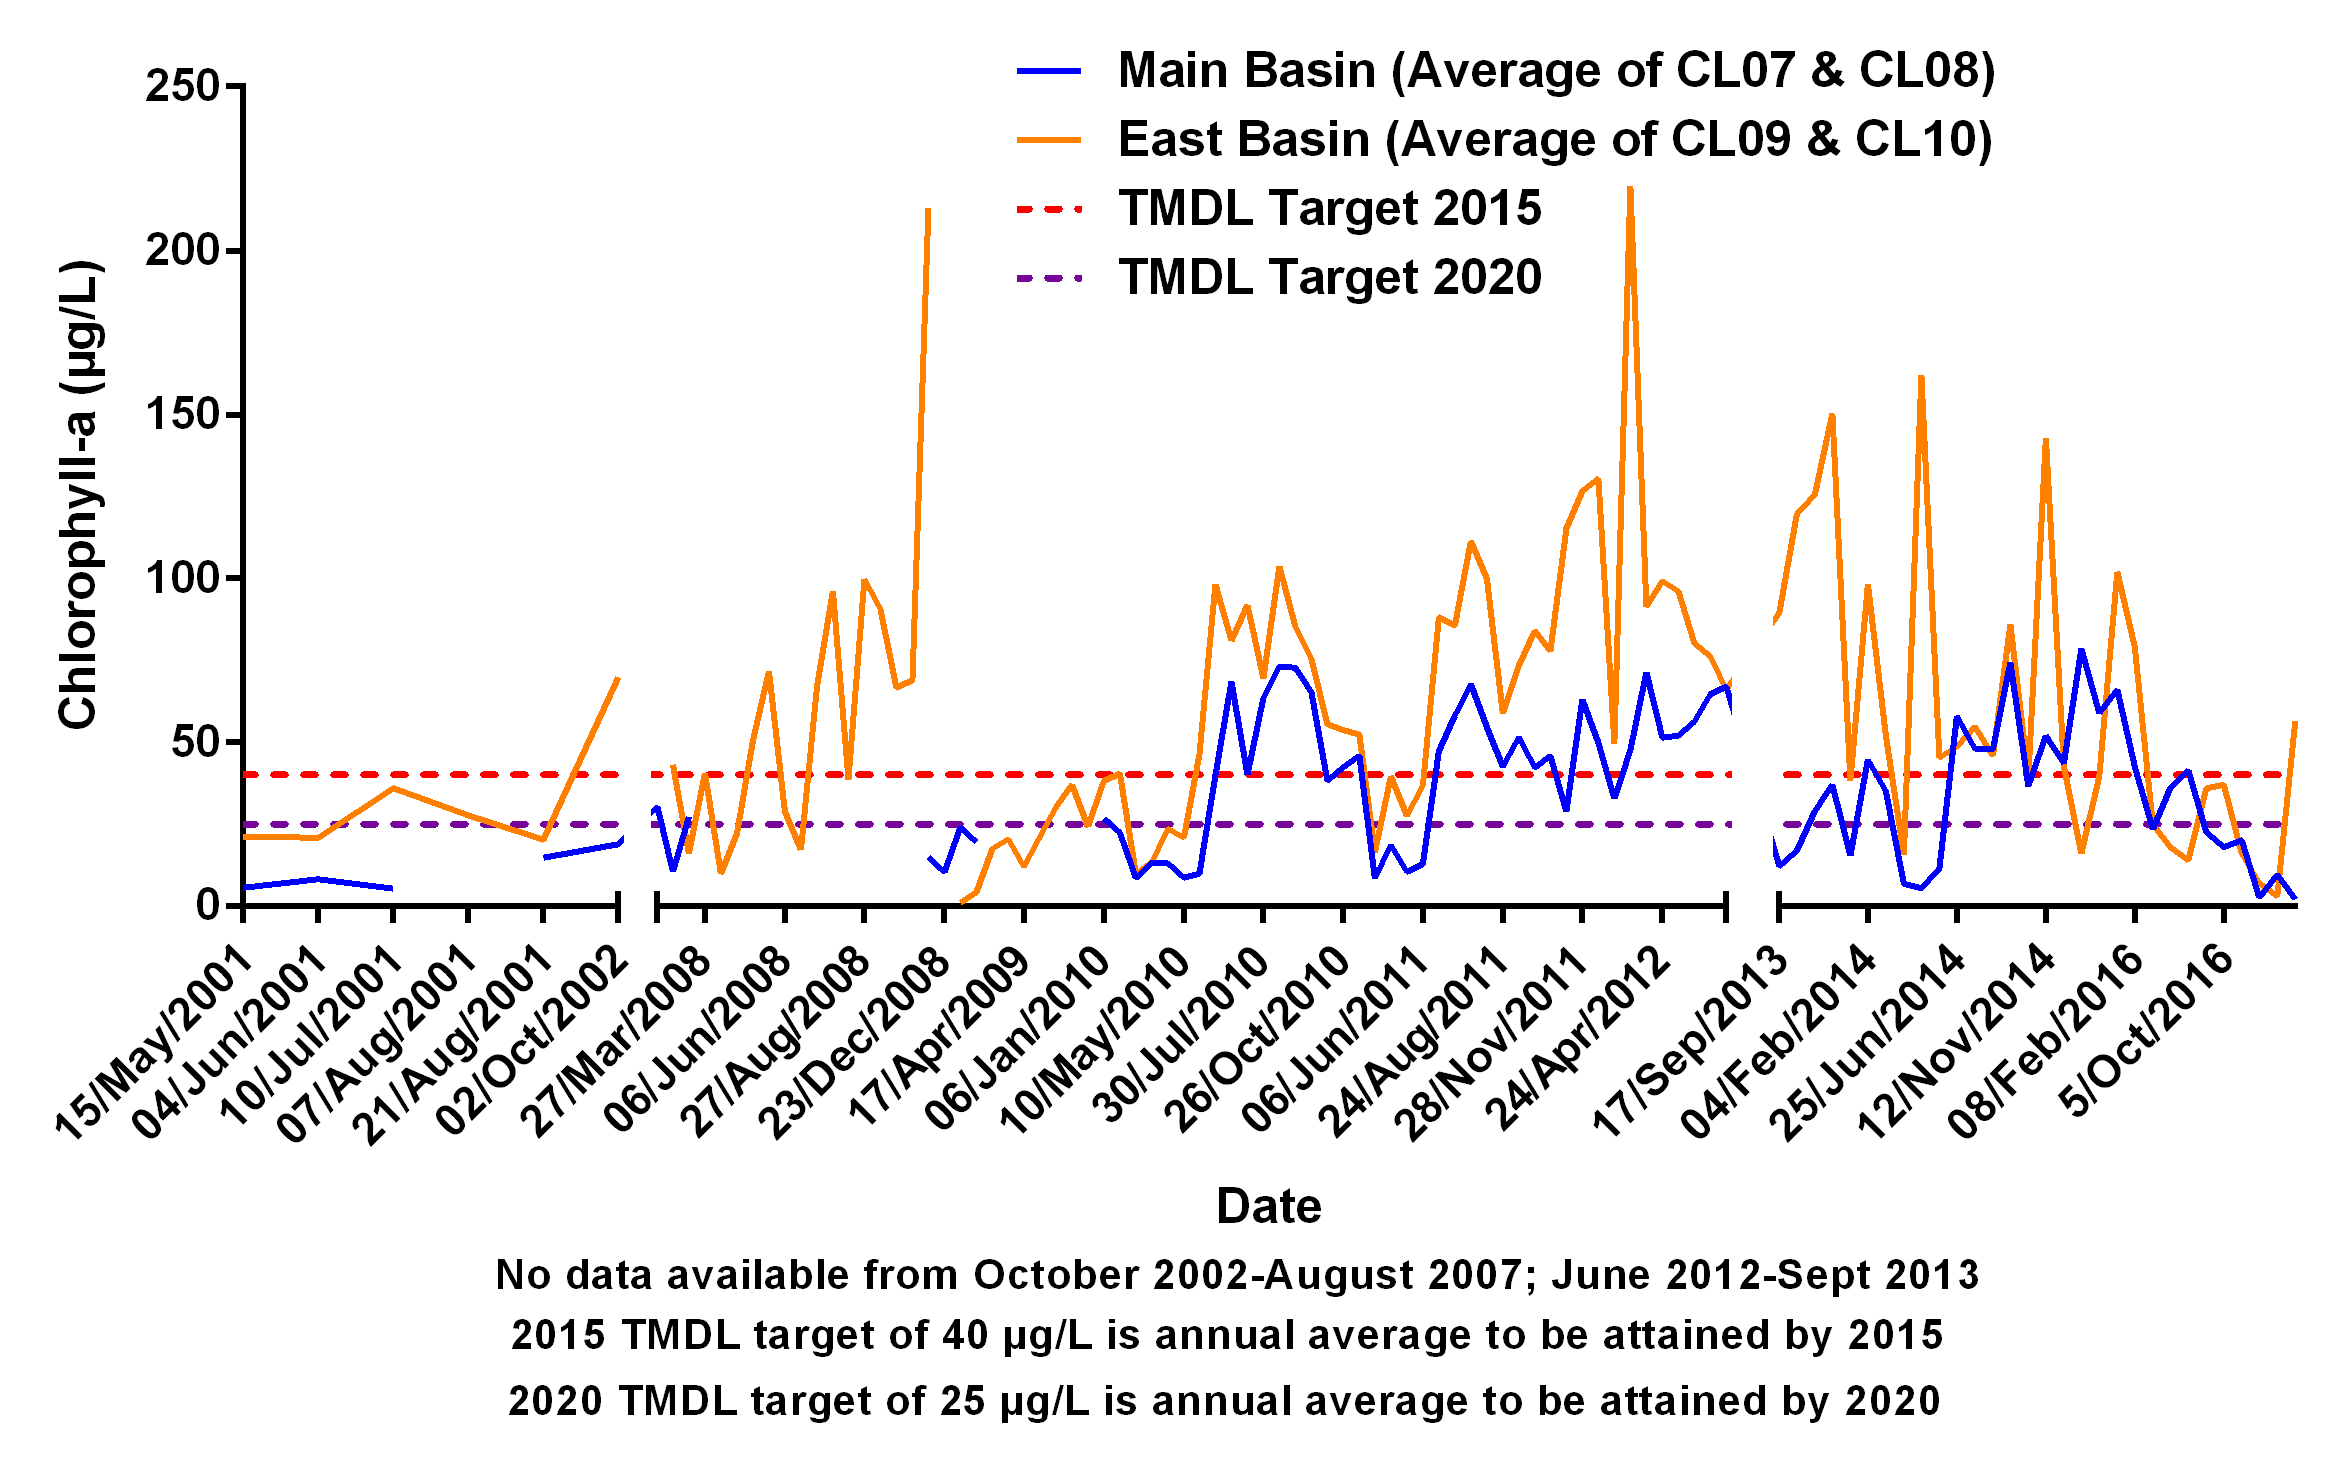 Main Basin (Average of CL07 & CL08)
East Basin (Average of CL09 & CL10)
TMDL Target 2015
TMDL Target 2020
Chlorophyll-a (µg/L)
250
200
150
100
50
0
15/May/2001
04/Jun/2001
10/Jul/2001
07/Aug/2001
21/Aug/2001
02/Oct/2002
27/Mar/2008
06/Jun/2008
27/Aug/2008
23/Dec/2008
17/Apr/2009
06/Jan/2010
10/May/2010
30/Jul/2010
26/Oct/2010
06/Jun/2011
24/Aug/2011
28/Nov/2011
24/Apr/2012
17/Sep/2013
04/Feb/2014
25/Jun/2014
12/Nov/2014
08/Feb/2016
5/Oct/2016
Date
No data available from October 2002-August 2007; June 2012-Sept 2013
2015 TMDL target of 40 µg/L is annual average to be attained by 2015
2020 TMDL target of 25 µg/L is annual average to be attained by 2020